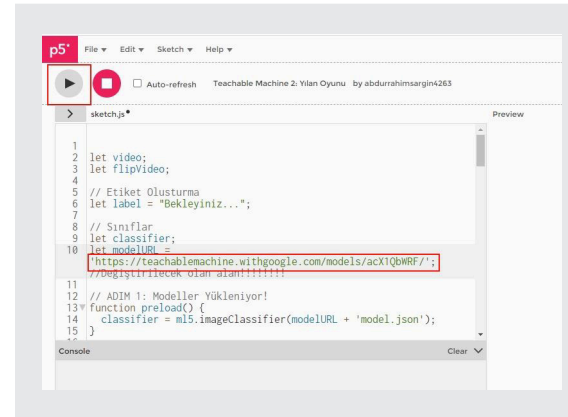 p5* File Edit Sketch Help
Auto-refresh Teachable Machine 2: Yılan Oyunu by abdurrahimsargin4263
sketch.js Preview
1
2 let video;
3 let flipVideo;
4
5 // Etiket Olusturma
6 let label = "Bekleyiniz...";
7
8 // Sınıflar
9 let classifier;
10 let modelURL =
'https://teachablemachine.withgoogle.com/models/acX1QbWRF/';
//Değiştirilecek olan alan!!!!!!!!
11
12 // ADIM 1: Modeller Yükleniyor!
13 function preload() {
14 classifier = ml5.imageClassifier(modelURL + 'model.json');
15 }
Console Clear